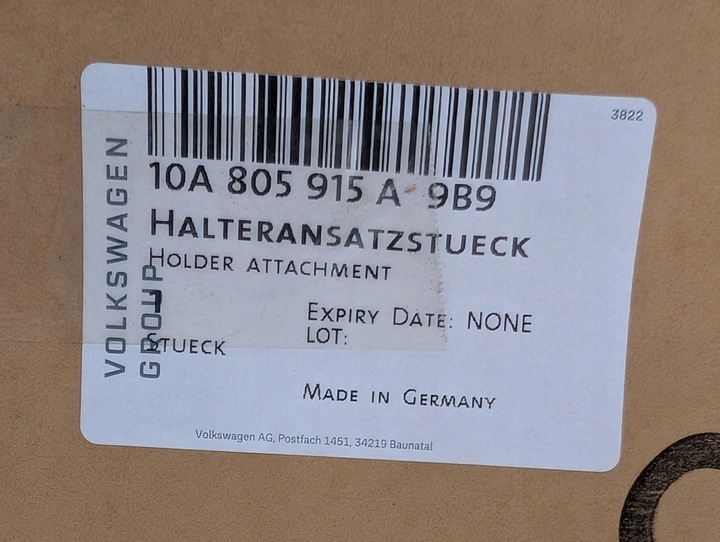 3822
10A 805 915 A 9B9
HALTERANSATZSTUECK
HOLDER ATTACHMENT
1
STUECK
EXPIRY DATE: NONE
LOT:
MADE IN GERMANY
Volkswagen AG, Postfach 1451, 34219 Baunatal
VOLKSWAGEN
GROUP